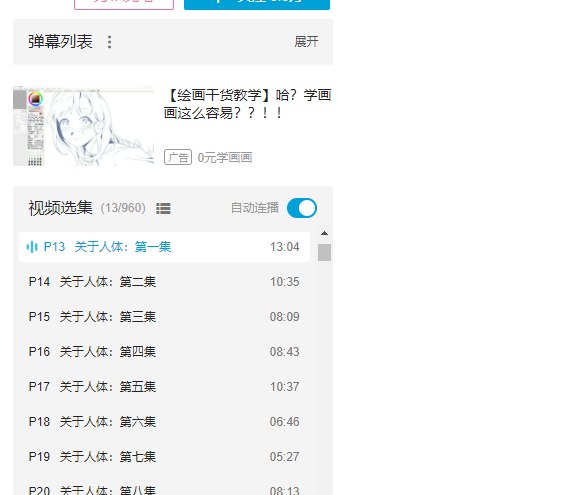 弹幕列表
展开
【绘画干货教学】哈？学画
画这么容易？？！！
广告 0元学画画
视频选集 (13/960) 自动连播
P13 关于人体：第一集 13:04
P14 关于人体：第二集 10:35
P15 关于人体：第三集 08:09
P16 关于人体：第四集 08:43
P17 关于人体：第五集 10:37
P18 关于人体：第六集 06:46
P19 关于人体：第七集 05:27
P20 关于人体：第八集 08:13